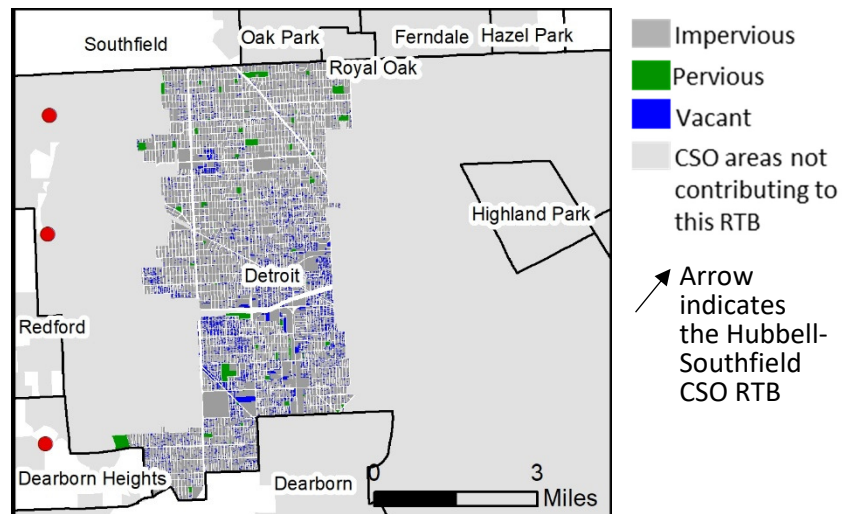 Southfield
Oak Park
Ferndale
Hazel Park
Royal Oak
Highland Park
Detroit
Redford
Dearborn Heights
Dearborn
0
3
Miles
Impervious
Pervious
Vacant
CSO areas not
contributing to
this RTB
Arrow
indicates
the Hubbell-
Southfield
CSO RTB